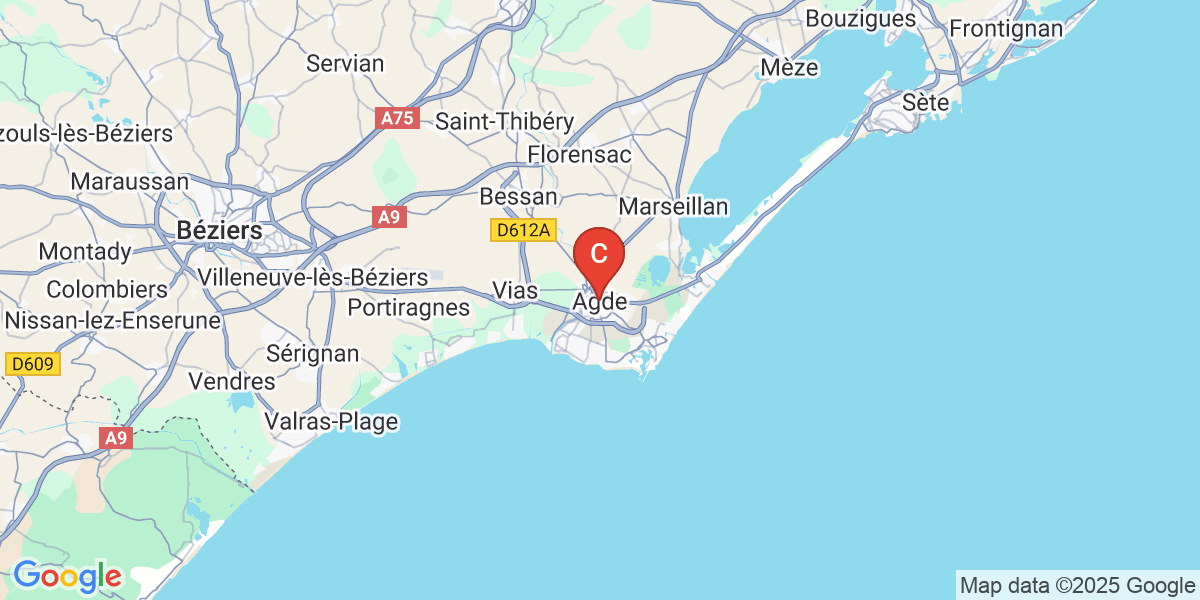 Bouzigues
Frontignan
Servian
Mèze
Sète
A75
Saint-Thibéry
zouls-lès-Béziers
Florensac
Maraussan
Bessan
Marseillan
A9
Béziers
D612A
Montady
C
Villeneuve-lès-Béziers
Colombiers
Vias
Agde
Portiragnes
Nissan-lez-Enserune
Sérignan
D609
Vendres
Valras-Plage
A9
Google
Map data ©2025 Google